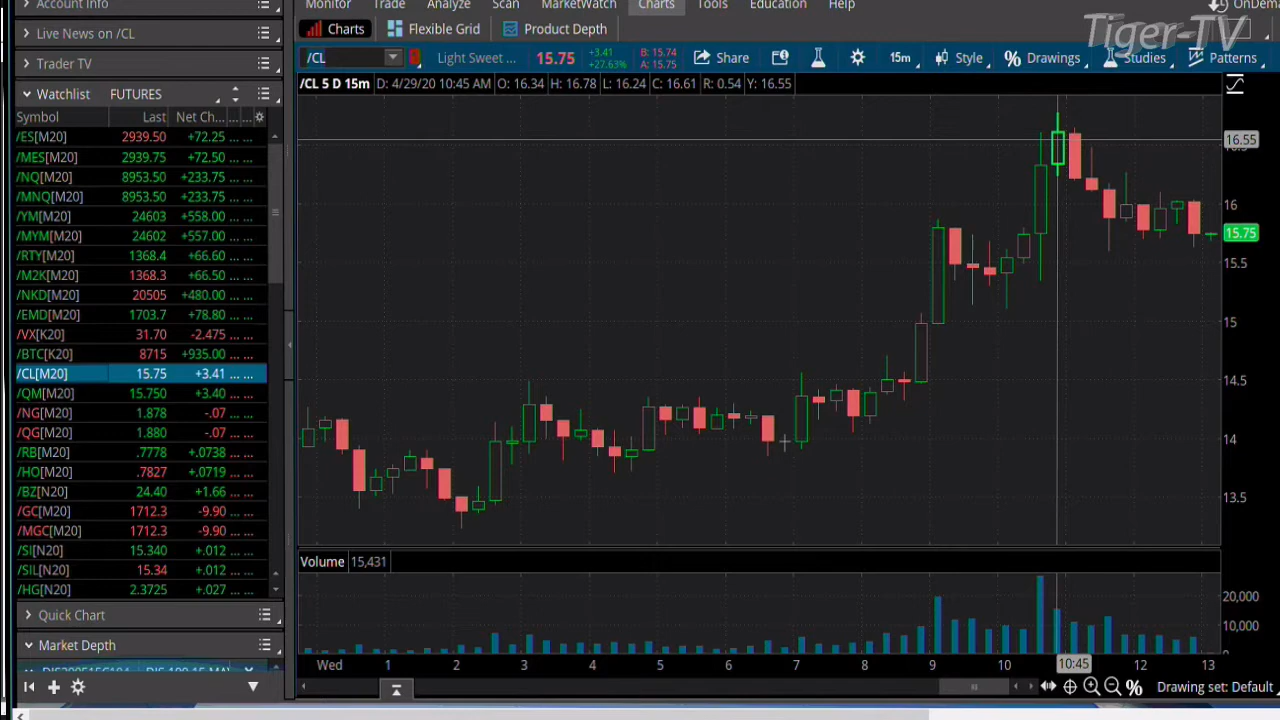 Account Info
Monitor Trade Analyze Scan MarketWatch Charts Tools Education Help OnDem
Tiger-TV
Live News on /CL
Charts Flexible Grid Product Depth
Trader TV
/CL Light Sweet ... 15.75 +3.41 +27.63% B: 15.74 A: 15.75 Share 15m Style Drawings Studies Patterns
/CL 5 D 15m D: 4/29/20 10:45 AM O: 16.34 H: 16.78 L: 16.24 C: 16.61 R: 0.54 Y: 16.55
Watchlist FUTURES
Symbol Last Net Ch... ... ...
/ES[M20] 2939.50 +72.25 ... ...
/MES[M20] 2939.75 +72.50 ... ...
/NQ[M20] 8953.50 +233.75 ... ...
/MNQ[M20] 8953.50 +233.75 ... ...
/YM[M20] 24603 +558.00 ... ...
/MYM[M20] 24602 +557.00 ... ...
/RTY[M20] 1368.4 +66.60 ... ...
/M2K[M20] 1368.3 +66.50 ... ...
/NKD[M20] 20505 +480.00 ... ...
/EMD[M20] 1703.7 +78.80 ... ...
/VX[K20] 31.70 -2.475 ... ...
/BTC[K20] 8715 +935.00 ... ...
/CL[M20] 15.75 +3.41 ... ...
/QM[M20] 15.750 +3.40 ... ...
/NG[M20] 1.878 -.07 ... ...
/QG[M20] 1.880 -.07 ... ...
/RB[M20] .7778 +.0738 ... ...
/HO[M20] .7827 +.0719 ... ...
/BZ[N20] 24.40 +1.66 ... ...
/GC[M20] 1712.3 -9.90 ... ...
/MGC[M20] 1712.3 -9.90 ... ...
/SI[N20] 15.340 +.012 ... ...
/SIL[N20] 15.34 +.012 ... ...
/HG[N20] 2.3725 +.027 ... ...
16.55
16
15.75
15.5
15
14.5
14
13.5
Volume 15,431
20,000
10,000
Wed 1 2 3 4 5 6 7 8 9 10 10:45 12 13
Quick Chart
Market Depth
Drawing set: Default